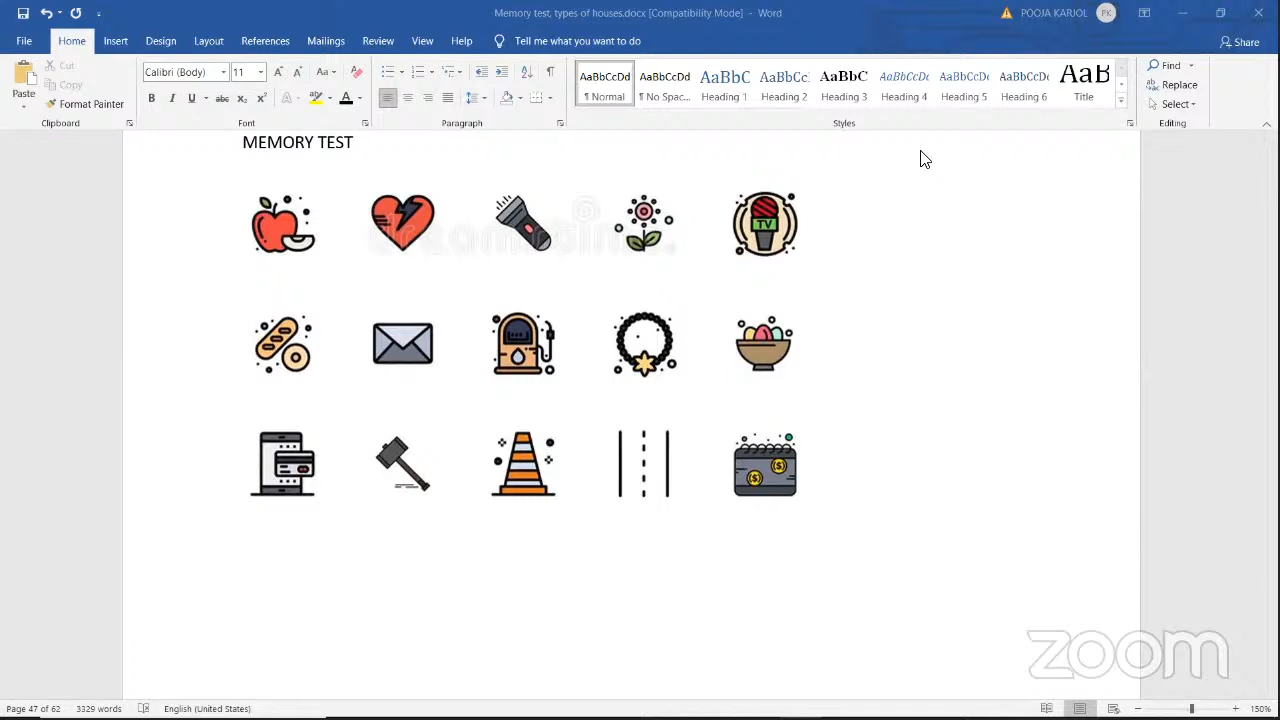 Memory test, types of houses.docx [Compatibility Mode] - Word
POOJA KARJOL
PK
File Home Insert Design Layout References Mailings Review View Help Tell me what you want to do
Share
Paste
Cut
Copy
Format Painter
Clipboard
Calibri (Body) 11
Font
Paragraph
AaBbCcDd AaBbCcDd AaBbC AaBbCc AaBbC AaBbCcDc AaBbCcDc AaBbCcDc AaB
¶ Normal ¶ No Spac... Heading 1 Heading 2 Heading 3 Heading 4 Heading 5 Heading 6 Title
Styles
Find
Replace
Select
Editing
MEMORY TEST
TV
zoom
Page 47 of 62 3329 words English (United States) 150%